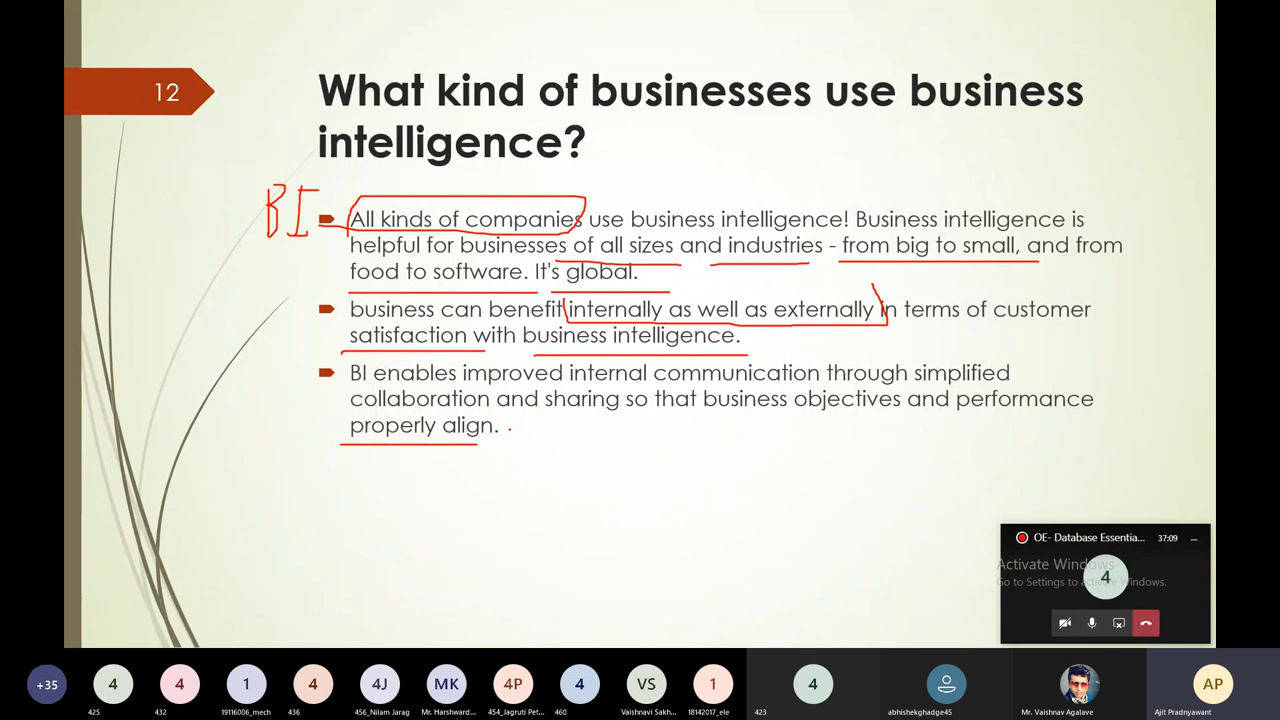 12
What kind of businesses use business
intelligence?
BI
All kinds of companies use business intelligence! Business intelligence is
helpful for businesses of all sizes and industries - from big to small, and from
food to software. It's global.
business can benefit internally as well as externally in terms of customer
satisfaction with business intelligence.
BI enables improved internal communication through simplified
collaboration and sharing so that business objectives and performance
properly align.
OE- Database Essentia... 37:09
Activate Windows
Go to Settings to activate Windows.
4
+35 4 4 1 4 4J MK 4P 4 VS 1 4 AP
425 432 19116006_mech 436 456_Nilam Jarag Mr. Harshward... 454_Jagruti Pet... 460 Vaishnavi Sakh... 18142017_ele 423 abhishekghadge45 Mr. Vaishnav Agalave Ajit Pradnyawant